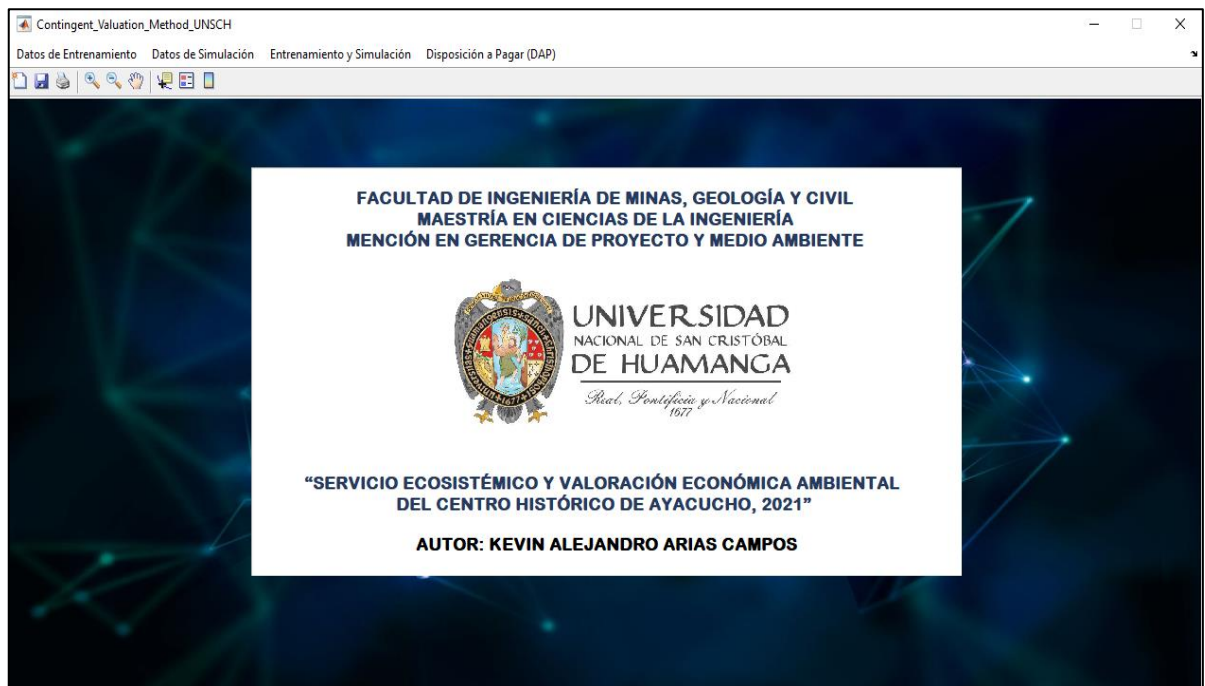 Contingent_Valuation_Method_UNSCH
Datos de Entrenamiento Datos de Simulación Entrenamiento y Simulación Disposición a Pagar (DAP)
FACULTAD DE INGENIERÍA DE MINAS, GEOLOGÍA Y CIVIL
MAESTRÍA EN CIENCIAS DE LA INGENIERÍA
MENCIÓN EN GERENCIA DE PROYECTO Y MEDIO AMBIENTE
UNIVERSIDAD
NACIONAL DE SAN CRISTÓBAL
DE HUAMANGA
Real, Pontificia y Nacional
1677
“SERVICIO ECOSISTÉMICO Y VALORACIÓN ECONÓMICA AMBIENTAL
DEL CENTRO HISTÓRICO DE AYACUCHO, 2021”
AUTOR: KEVIN ALEJANDRO ARIAS CAMPOS